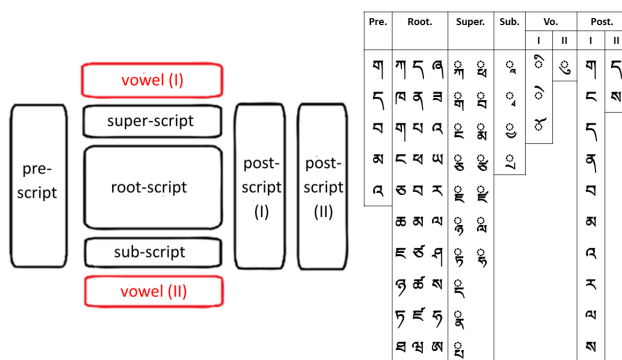 vowel (I)
super-script
pre-script
root-script
post-script (I)
post-script (II)
sub-script
vowel (II)
Pre. Root. Super. Sub. Vo. Post.
I II I II
ག ཀ ད ཞ ◌ི ◌ུ ག ད
ད ཁ ན ཟ ◌ེ ང ས
བ ག པ འ ◌ོ ད
མ ང ཕ ཡ ན
འ ཅ བ ར བ
ཆ མ ལ མ
ཇ ཙ ཤ འ
ཉ ཚ ས ར
ཏ ཛ ཧ ལ
ཐ ཝ ཨ ས